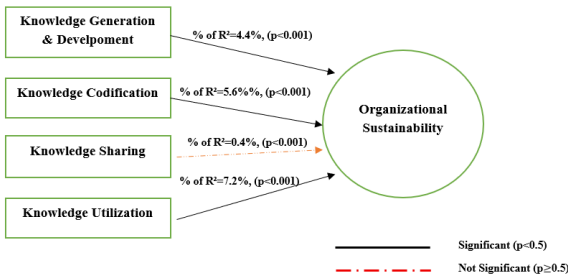 Knowledge Generation
& Develpoment
% of R²=4.4%, (p<0.001)
Knowledge Codification
% of R²=5.6%%, (p<0.001)
Organizational
Sustainability
Knowledge Sharing
% of R²=0.4%, (p<0.001)
% of R²=7.2%, (p<0.001)
Knowledge Utilization
Significant (p<0.5)
Not Significant (p≥0.5)